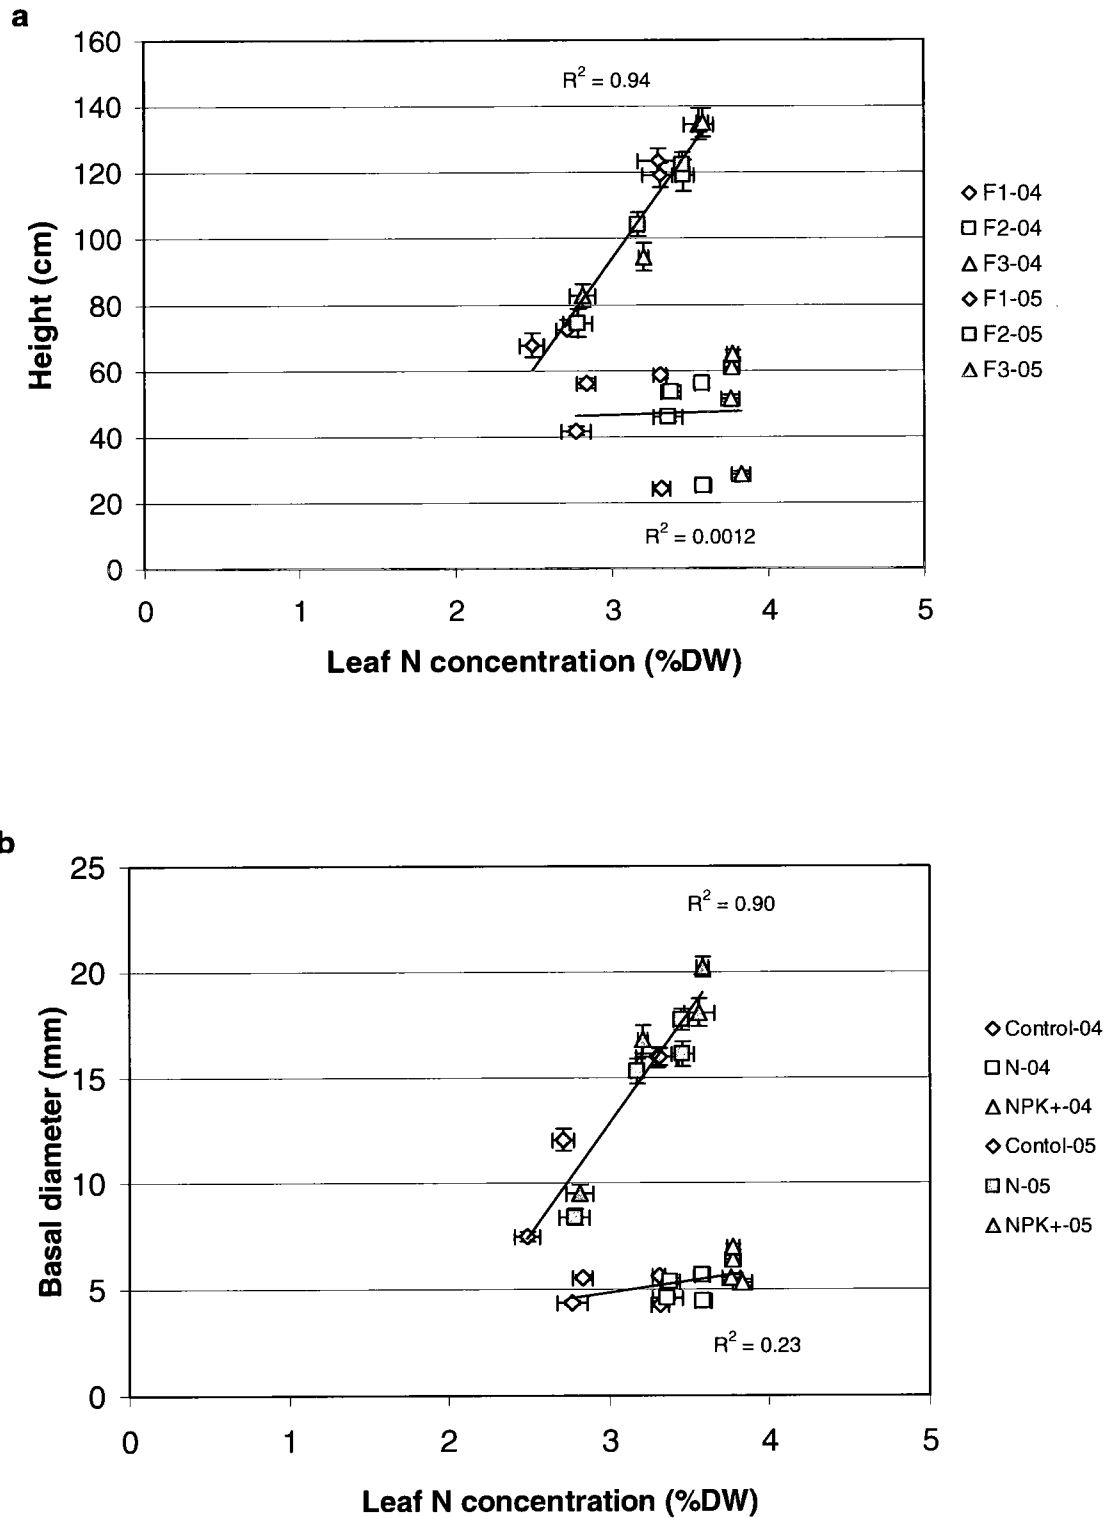 a
160
140
120
100
80
60
40
20
0
0 1 2 3 4 5
Height (cm)
Leaf N concentration (%DW)
R² = 0.94
R² = 0.0012
F1-04
F2-04
F3-04
F1-05
F2-05
F3-05
b
25
20
15
10
5
0
0 1 2 3 4 5
Basal diameter (mm)
Leaf N concentration (%DW)
R² = 0.90
R² = 0.23
Control-04
N-04
NPK+-04
Contol-05
N-05
NPK+-05